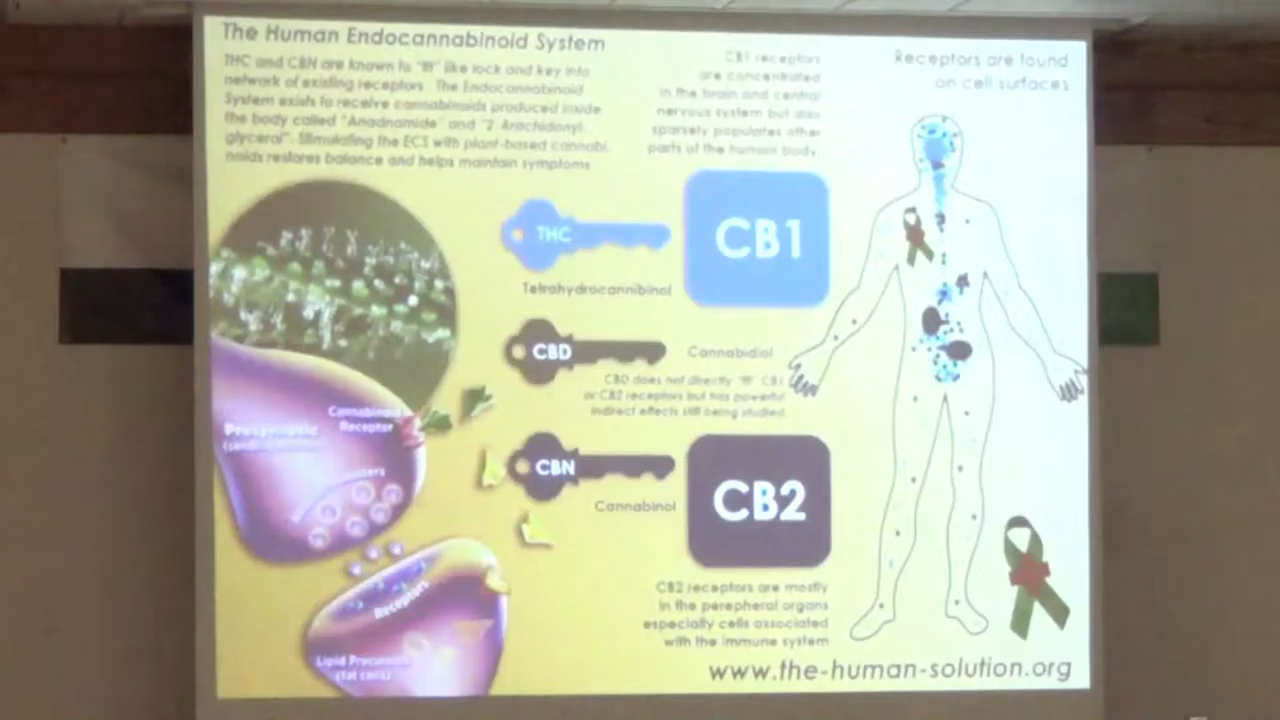 The Human Endocannabinoid System
THC and CBN are known to "fit" like lock and key into
network of existing receptors. The Endocannabinoid
System exists to receive cannabinoids produced inside
the body called "Anadnamide" and "2-Arachidonyl
glycerol". Stimulating the ECS with plant-based cannabi-
noids restores balance and helps maintain symptoms
CB1 receptors
are concentrated
in the brain and central
nervous system but also
sparsely populates other
parts of the human body.
Receptors are found
on cell surfaces
THC
CB1
Tetrahydrocannibinol
CBD
Cannabidiol
CBD does not directly "fit" CB1
or CB2 receptors but has powerful
indirect effects still being studied.
Cannabinoid
Receptor
CBN
Cannabinol
CB2
Receptors
Lipid
(fat cells)
CB2 receptors are mostly
in the perepheral organs
especially cells associated
with the immune system
www.the-human-solution.org